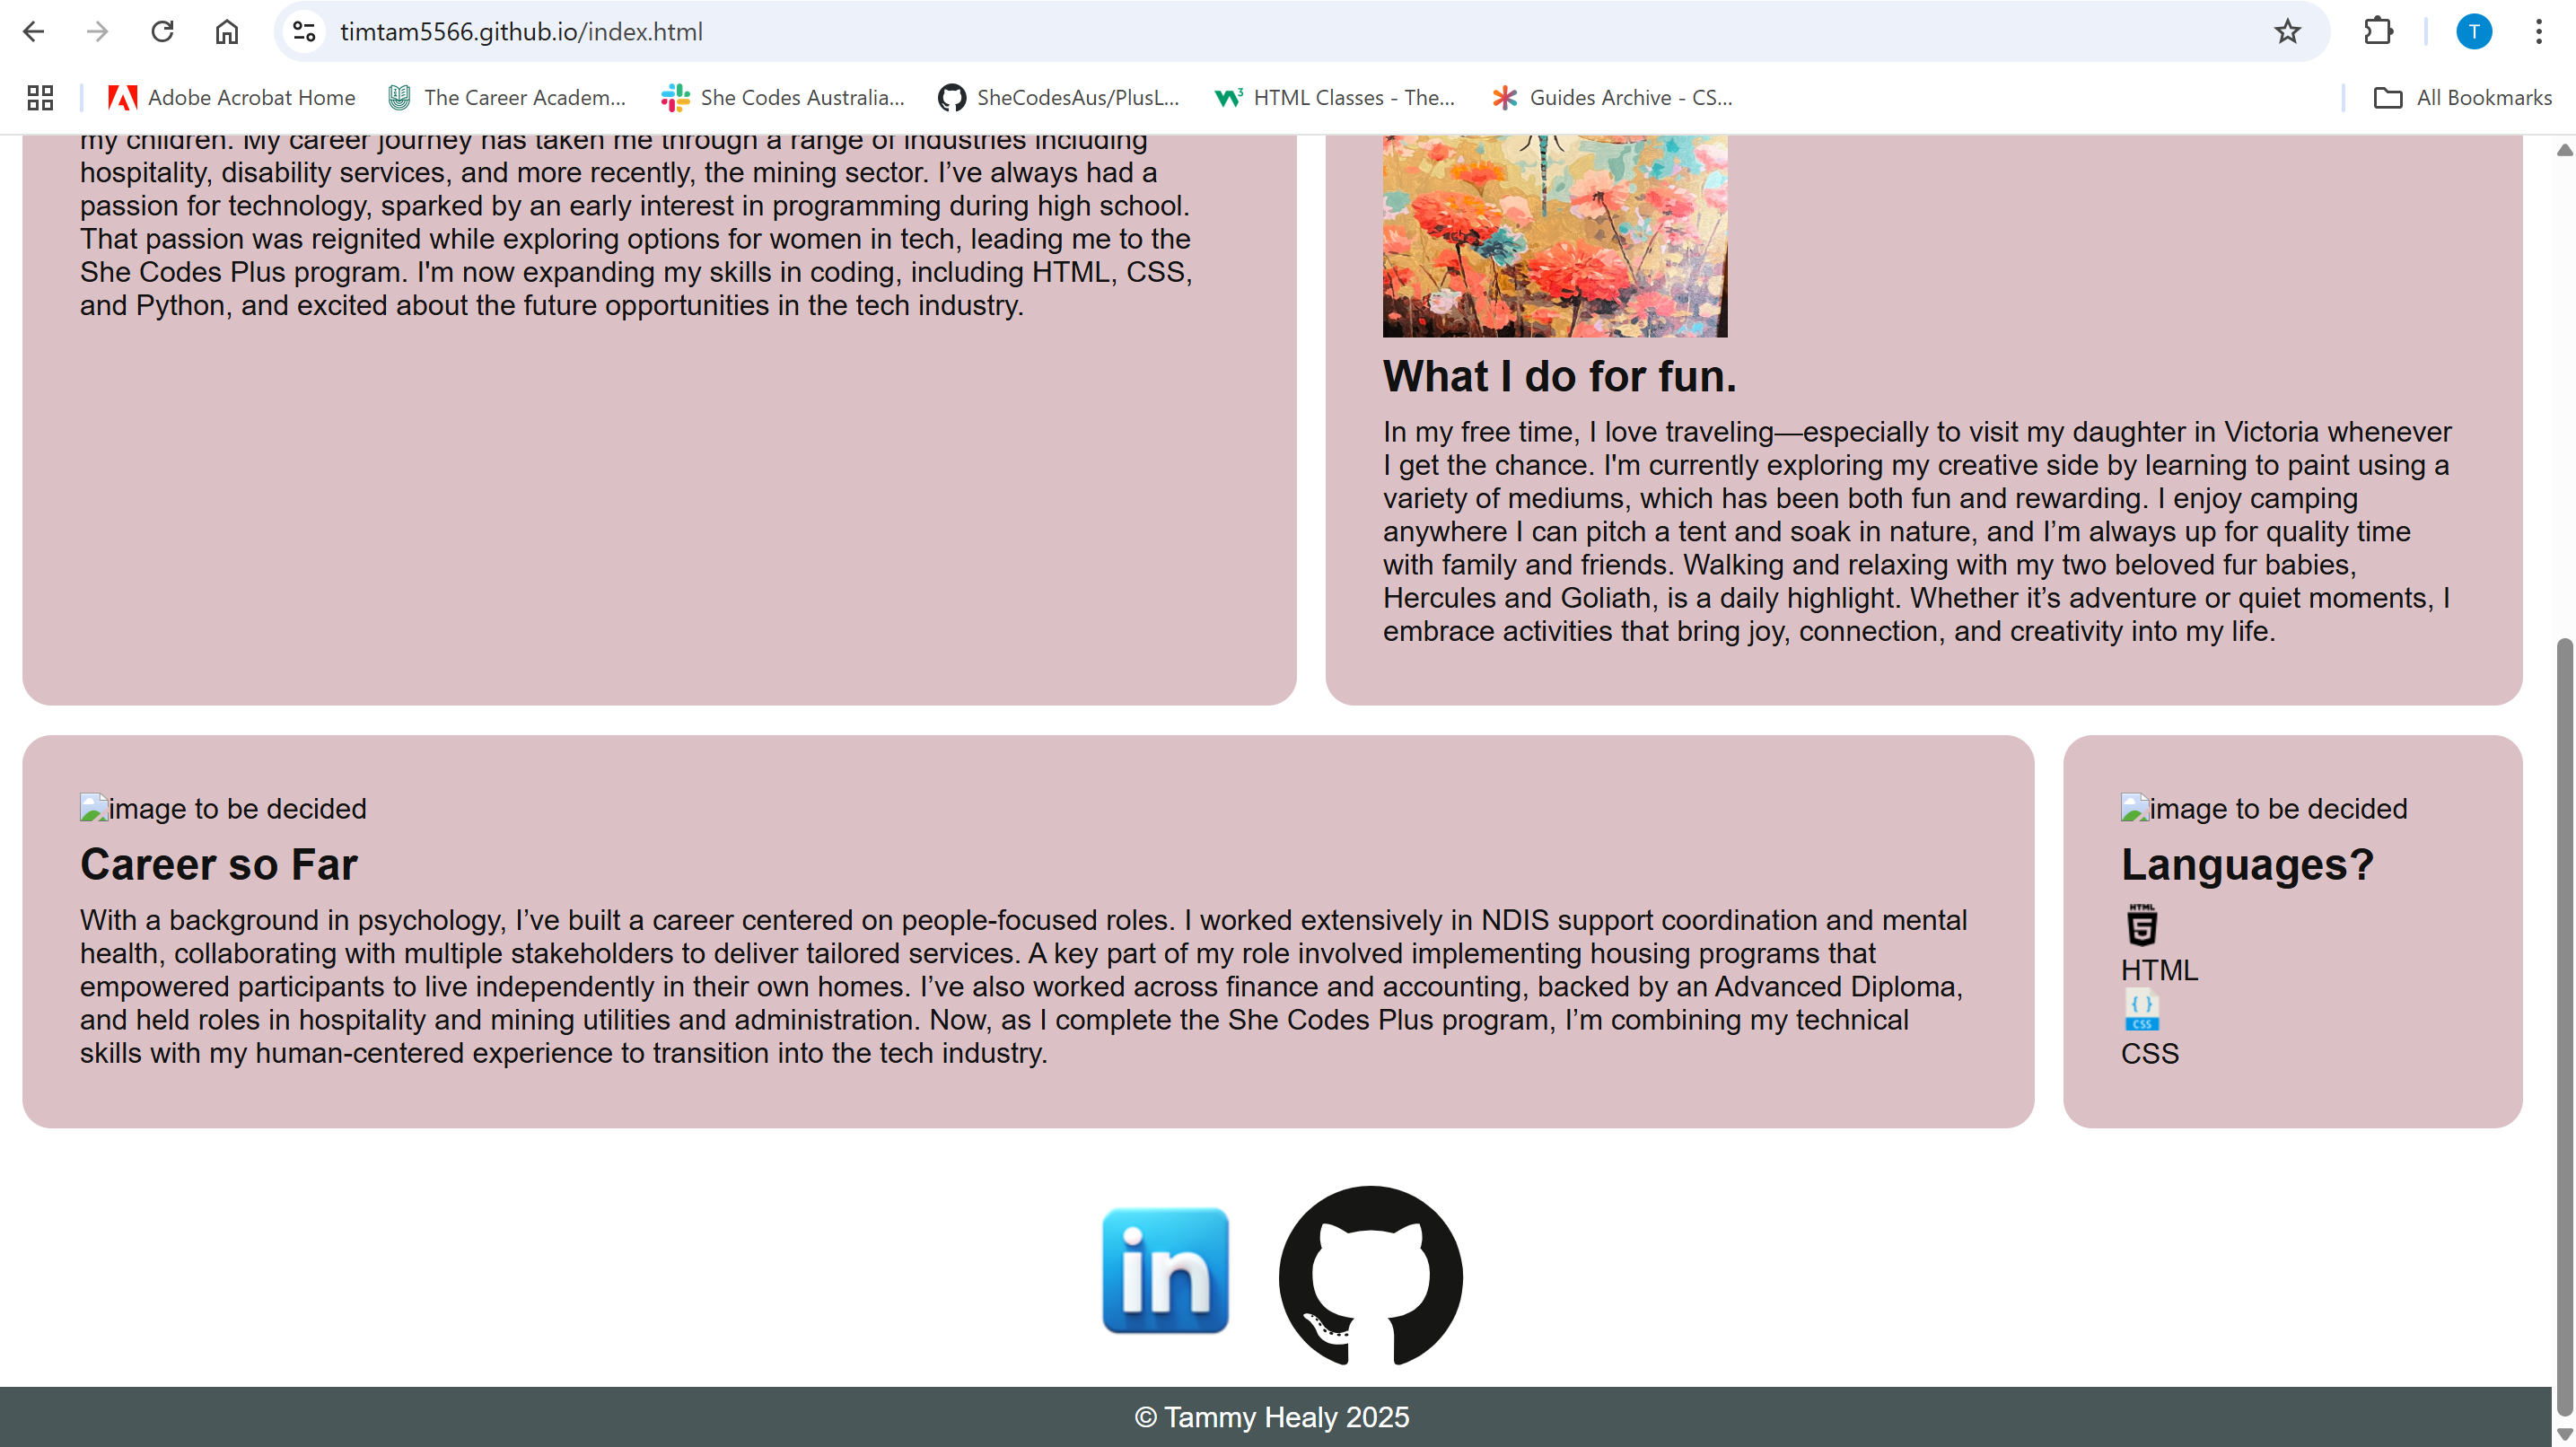 timtam5566.github.io/index.html
T
Adobe Acrobat Home
The Career Academ...
She Codes Australia...
SheCodesAus/PlusL...
HTML Classes - The...
Guides Archive - CS...
All Bookmarks
my children. My career journey has taken me through a range of industries including
hospitality, disability services, and more recently, the mining sector. I’ve always had a
passion for technology, sparked by an early interest in programming during high school.
That passion was reignited while exploring options for women in tech, leading me to the
She Codes Plus program. I'm now expanding my skills in coding, including HTML, CSS,
and Python, and excited about the future opportunities in the tech industry.
What I do for fun.
In my free time, I love traveling—especially to visit my daughter in Victoria whenever
I get the chance. I'm currently exploring my creative side by learning to paint using a
variety of mediums, which has been both fun and rewarding. I enjoy camping
anywhere I can pitch a tent and soak in nature, and I’m always up for quality time
with family and friends. Walking and relaxing with my two beloved fur babies,
Hercules and Goliath, is a daily highlight. Whether it’s adventure or quiet moments, I
embrace activities that bring joy, connection, and creativity into my life.
image to be decided
Career so Far
With a background in psychology, I’ve built a career centered on people-focused roles. I worked extensively in NDIS support coordination and mental
health, collaborating with multiple stakeholders to deliver tailored services. A key part of my role involved implementing housing programs that
empowered participants to live independently in their own homes. I’ve also worked across finance and accounting, backed by an Advanced Diploma,
and held roles in hospitality and mining utilities and administration. Now, as I complete the She Codes Plus program, I’m combining my technical
skills with my human-centered experience to transition into the tech industry.
image to be decided
Languages?
HTML
5
HTML
{ }
CSS
CSS
in
© Tammy Healy 2025